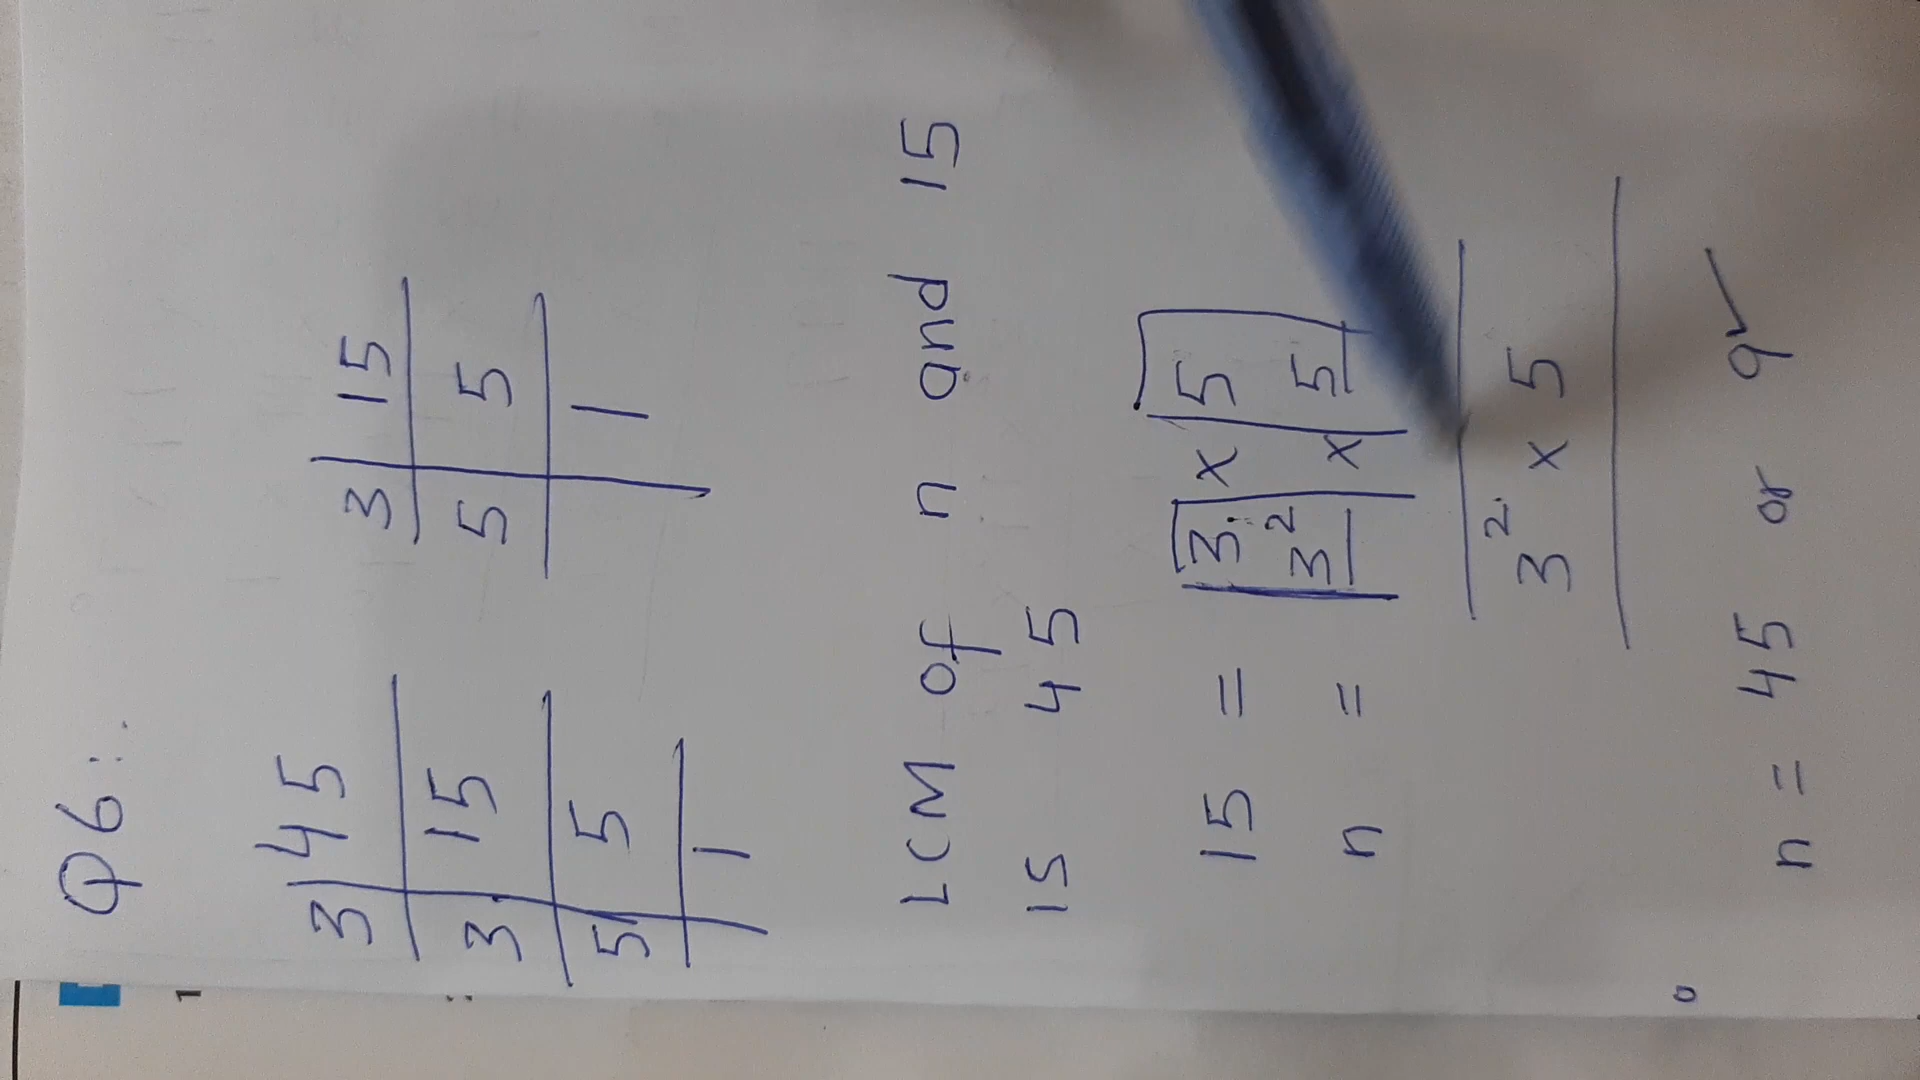 Q6:.
3 45 3 15
3 15 5 5
5 5 1
1
LCM of n and 15
is 45
15 = 3 x 5
n = 3² x 5
3² x 5
n = 45 or 9 ✓